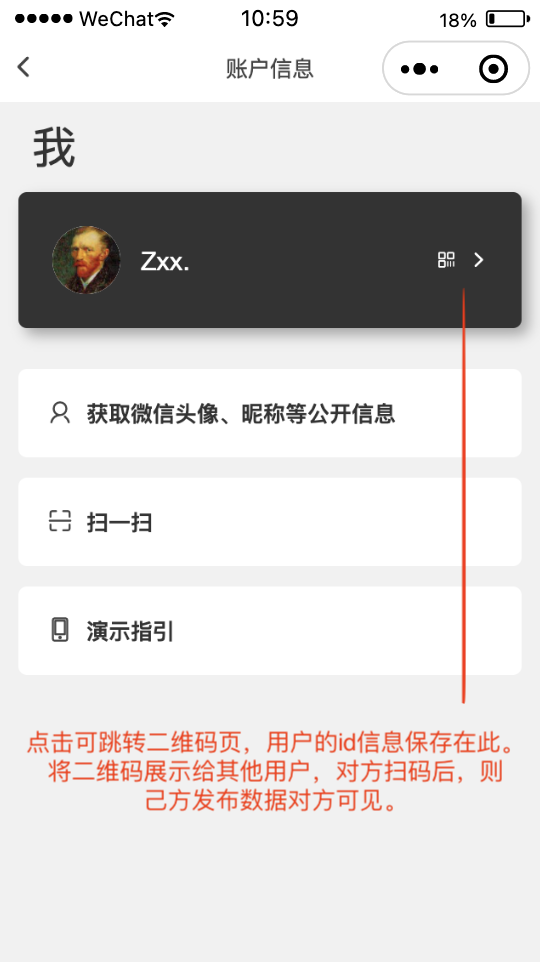 WeChat 10:59 18%
账户信息
我
Zxx.
获取微信头像、昵称等公开信息
扫一扫
演示指引
点击可跳转二维码页，用户的id信息保存在此。
将二维码展示给其他用户，对方扫码后，则
己方发布数据对方可见。